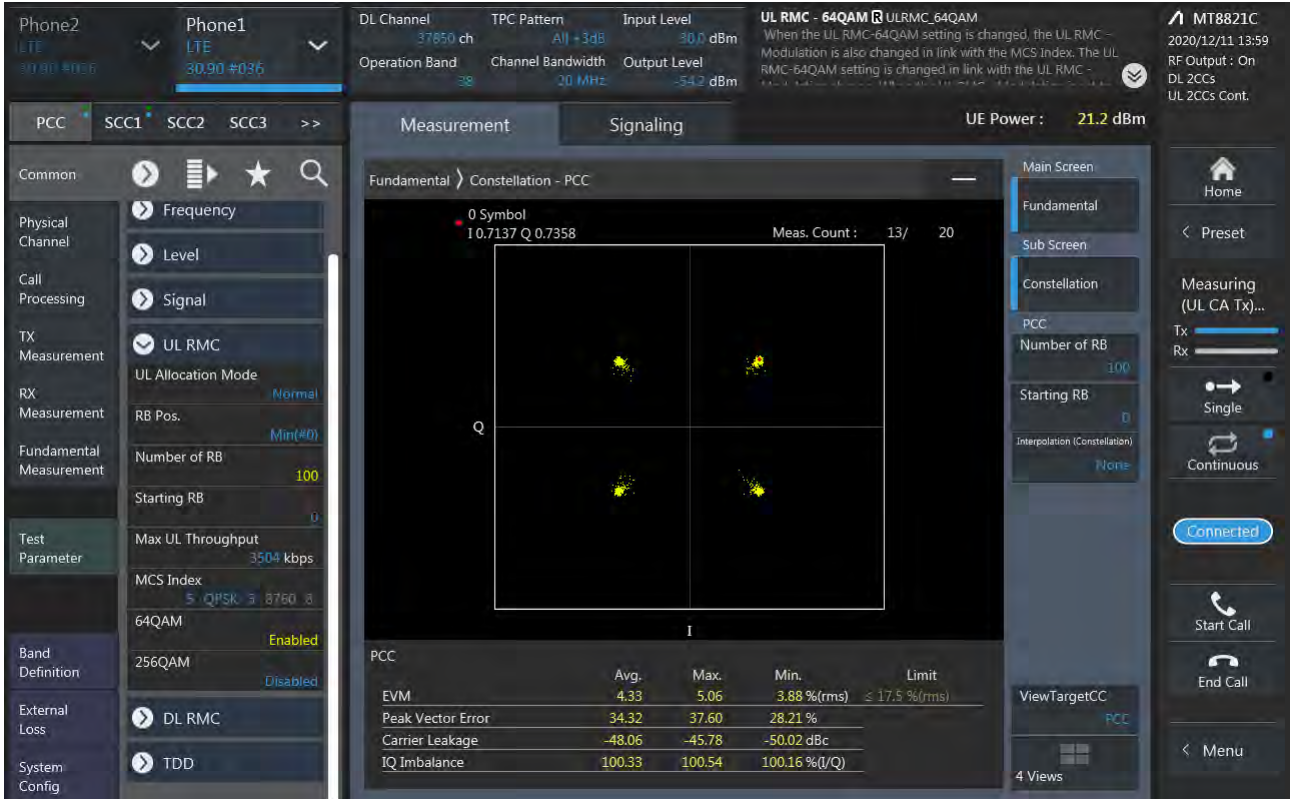 Phone2
LTE
30.90 #036
Phone1
LTE
30.90 #036
DL Channel
37850 ch
TPC Pattern
All +3dB
Input Level
30.0 dBm
Operation Band
38
Channel Bandwidth
20 MHz
Output Level
-54.2 dBm
UL RMC - 64QAM R ULRMC_64QAM
When the UL RMC-64QAM setting is changed, the UL RMC -
Modulation is also changed in link with the MCS Index. The UL
RMC-64QAM setting is changed in link with the UL RMC -
MT8821C
2020/12/11 13:59
RF Output : On
DL 2CCs
UL 2CCs Cont.
PCC SCC1 SCC2 SCC3 >>
Measurement
Signaling
UE Power : 21.2 dBm
Common
Physical
Channel
Call
Processing
TX
Measurement
RX
Measurement
Fundamental
Measurement
Test
Parameter
Band
Definition
External
Loss
System
Config
Frequency
Level
Signal
UL RMC
UL Allocation Mode
Normal
RB Pos.
Min(#0)
Number of RB
100
Starting RB
0
Max UL Throughput
3504 kbps
MCS Index
5 QPSK 5 8760 8
64QAM
Enabled
256QAM
Disabled
DL RMC
TDD
Fundamental > Constellation - PCC
0 Symbol
I 0.7137 Q 0.7358
Meas. Count : 13/ 20
Q
I
PCC
Avg. Max. Min. Limit
EVM 4.33 5.06 3.88 %(rms) ≤ 17.5 %(rms)
Peak Vector Error 34.32 37.60 28.21 %
Carrier Leakage -48.06 -45.78 -50.02 dBc
IQ Imbalance 100.33 100.54 100.16 %(I/Q)
Main Screen
Fundamental
Sub Screen
Constellation
PCC
Number of RB
100
Starting RB
0
Interpolation (Constellation)
None
ViewTargetCC
PCC
4 Views
Home
< Preset
Measuring
(UL CA Tx)...
Tx
Rx
Single
Continuous
Connected
Start Call
End Call
< Menu